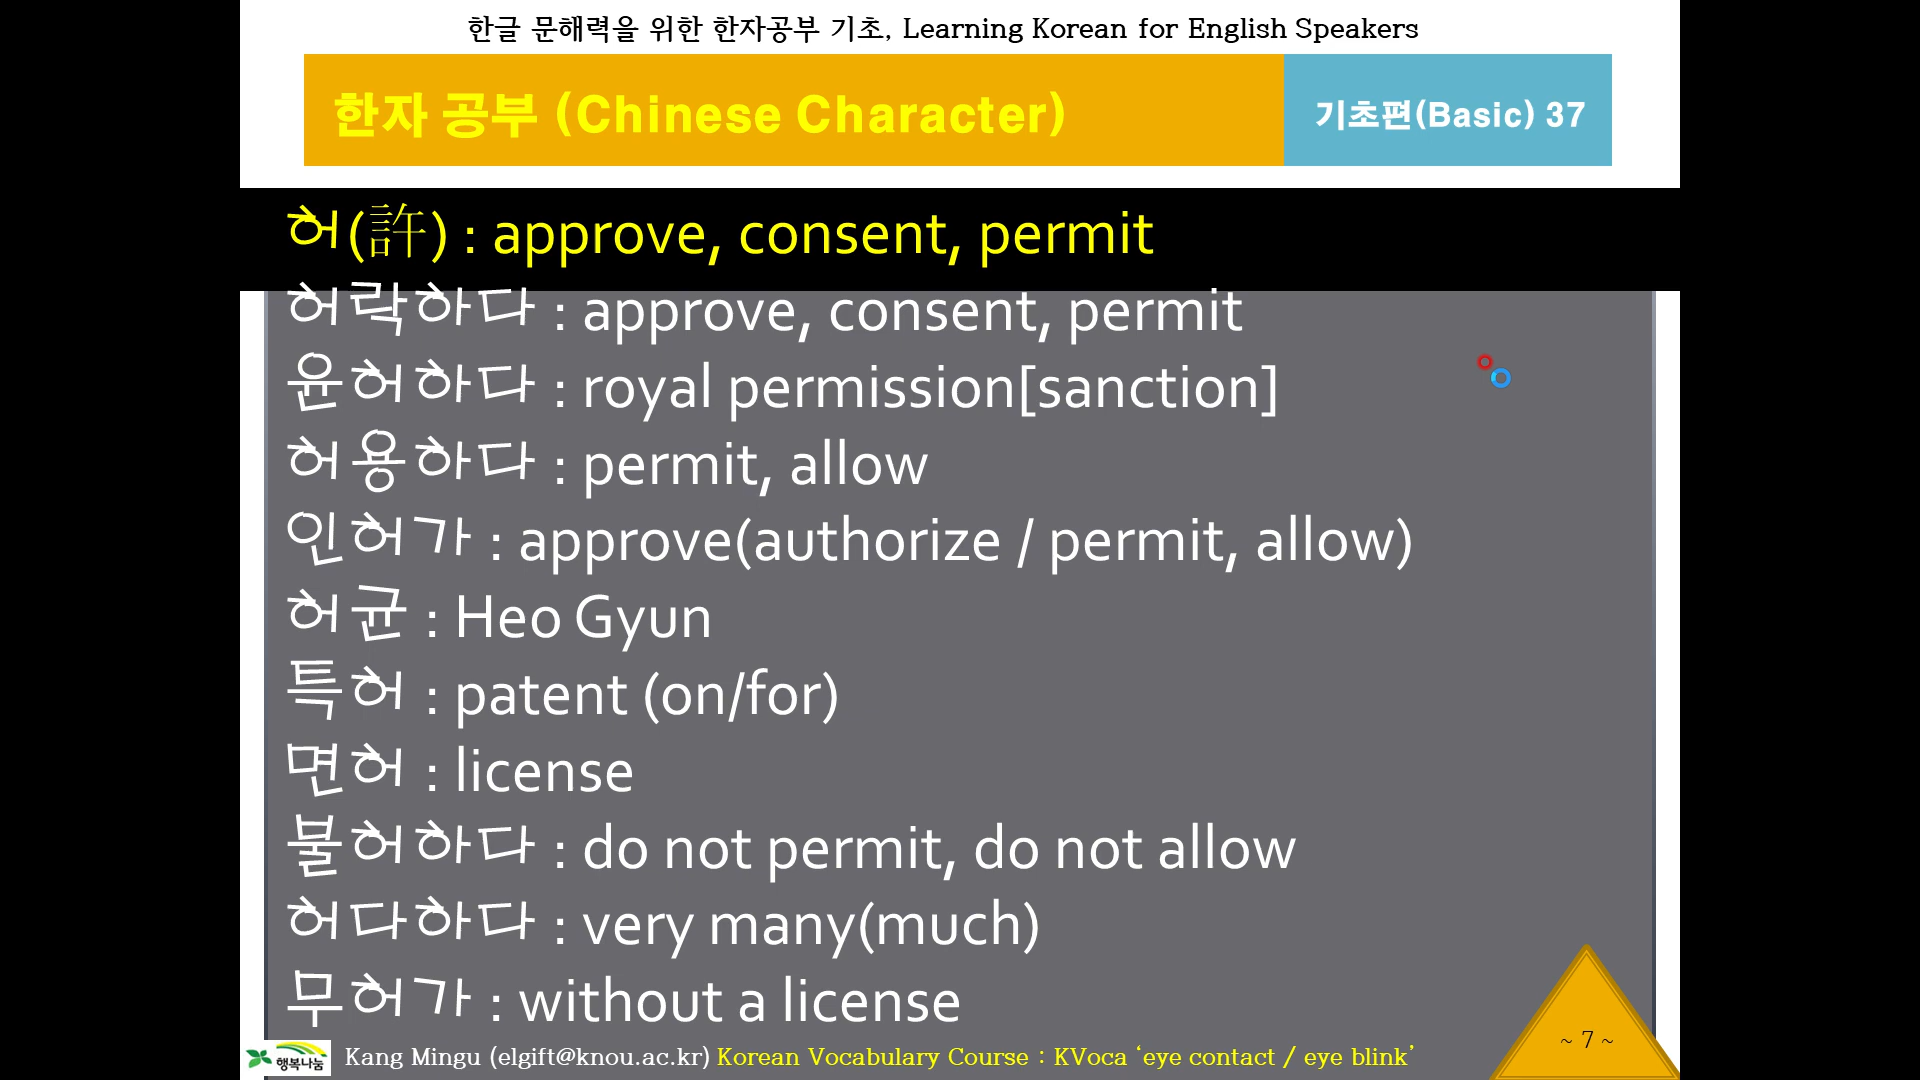 한글 문해력을 위한 한자공부 기초, Learning Korean for English Speakers
한자 공부 (Chinese Character)
기초편(Basic) 37
허(許) : approve, consent, permit
허락하다 : approve, consent, permit
윤허하다 : royal permission[sanction]
허용하다 : permit, allow
인허가 : approve(authorize / permit, allow)
허균 : Heo Gyun
특허 : patent (on/for)
면허 : license
불허하다 : do not permit, do not allow
허다하다 : very many(much)
무허가 : without a license
~ 7 ~
행복나눔
Kang Mingu (elgift@knou.ac.kr) Korean Vocabulary Course : KVoca ‘eye contact / eye blink’